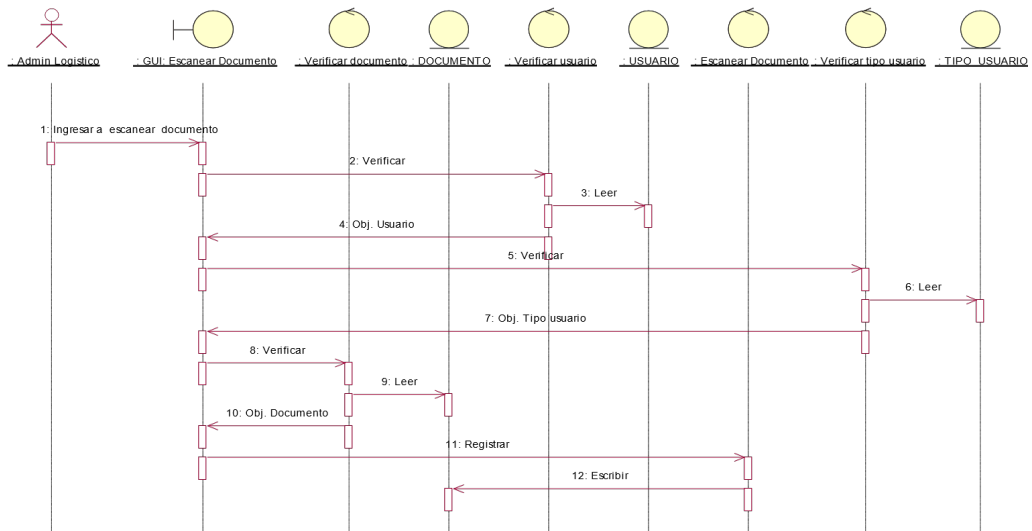 : Admin Logistico
: GUI: Escanear Documento
: Verificar documento
: DOCUMENTO
: Verificar usuario
: USUARIO
: Escanear Documento
: Verificar tipo usuario
: TIPO_USUARIO
1: Ingresar a escanear documento
2: Verificar
3: Leer
4: Obj. Usuario
5: Verificar
6: Leer
7: Obj. Tipo usuario
8: Verificar
9: Leer
10: Obj. Documento
11: Registrar
12: Escribir